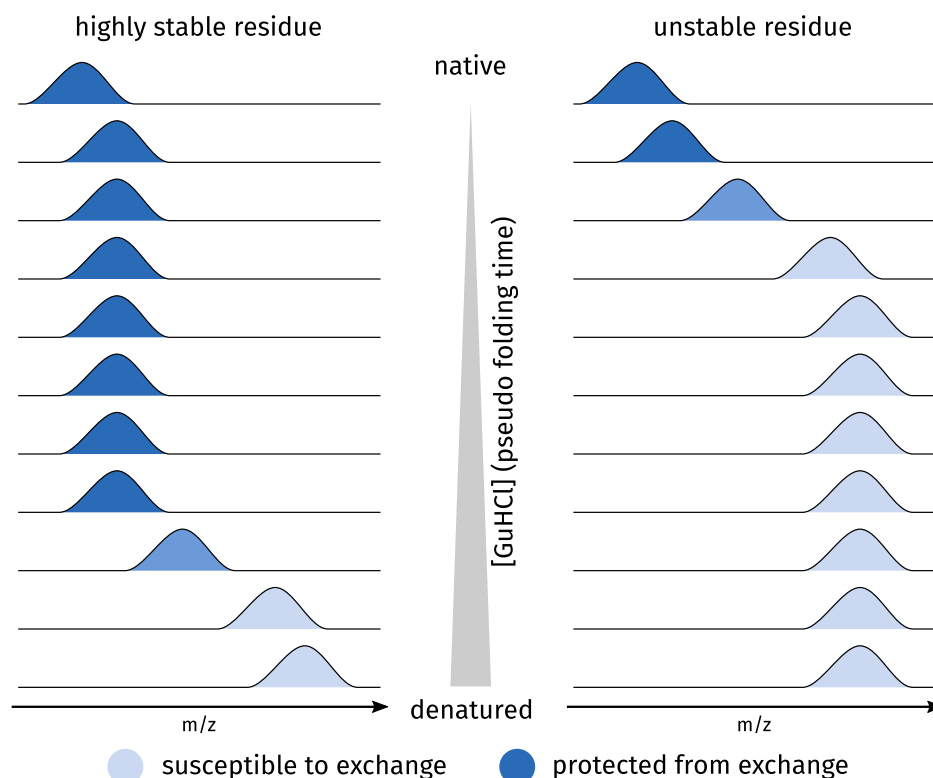 highly stable residue
unstable residue
native
[GuHCl] (pseudo folding time)
denatured
m/z
m/z
susceptible to exchange
protected from exchange